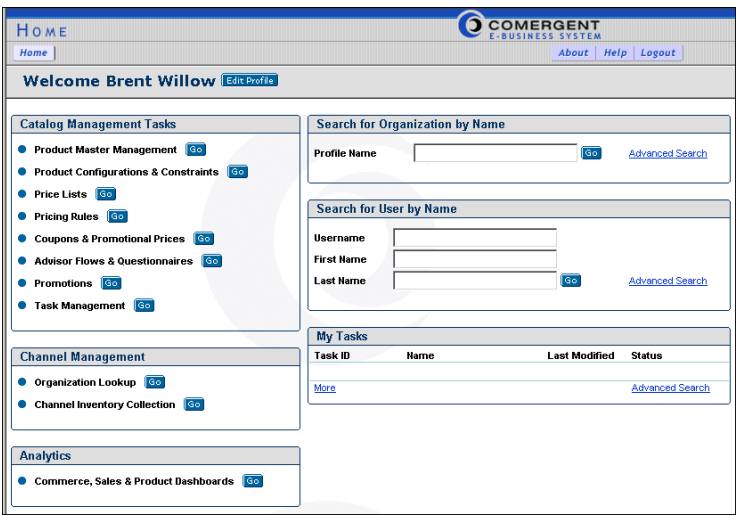 HOME
COMERGENT
E-BUSINESS SYSTEM
Home
About Help Logout
Welcome Brent Willow Edit Profile
Catalog Management Tasks
Product Master Management Go
Product Configurations & Constraints Go
Price Lists Go
Pricing Rules Go
Coupons & Promotional Prices Go
Advisor Flows & Questionnaires Go
Promotions Go
Task Management Go
Channel Management
Organization Lookup Go
Channel Inventory Collection Go
Analytics
Commerce, Sales & Product Dashboards Go
Search for Organization by Name
Profile Name Go Advanced Search
Search for User by Name
Username
First Name
Last Name Go Advanced Search
My Tasks
Task ID Name Last Modified Status
More Advanced Search